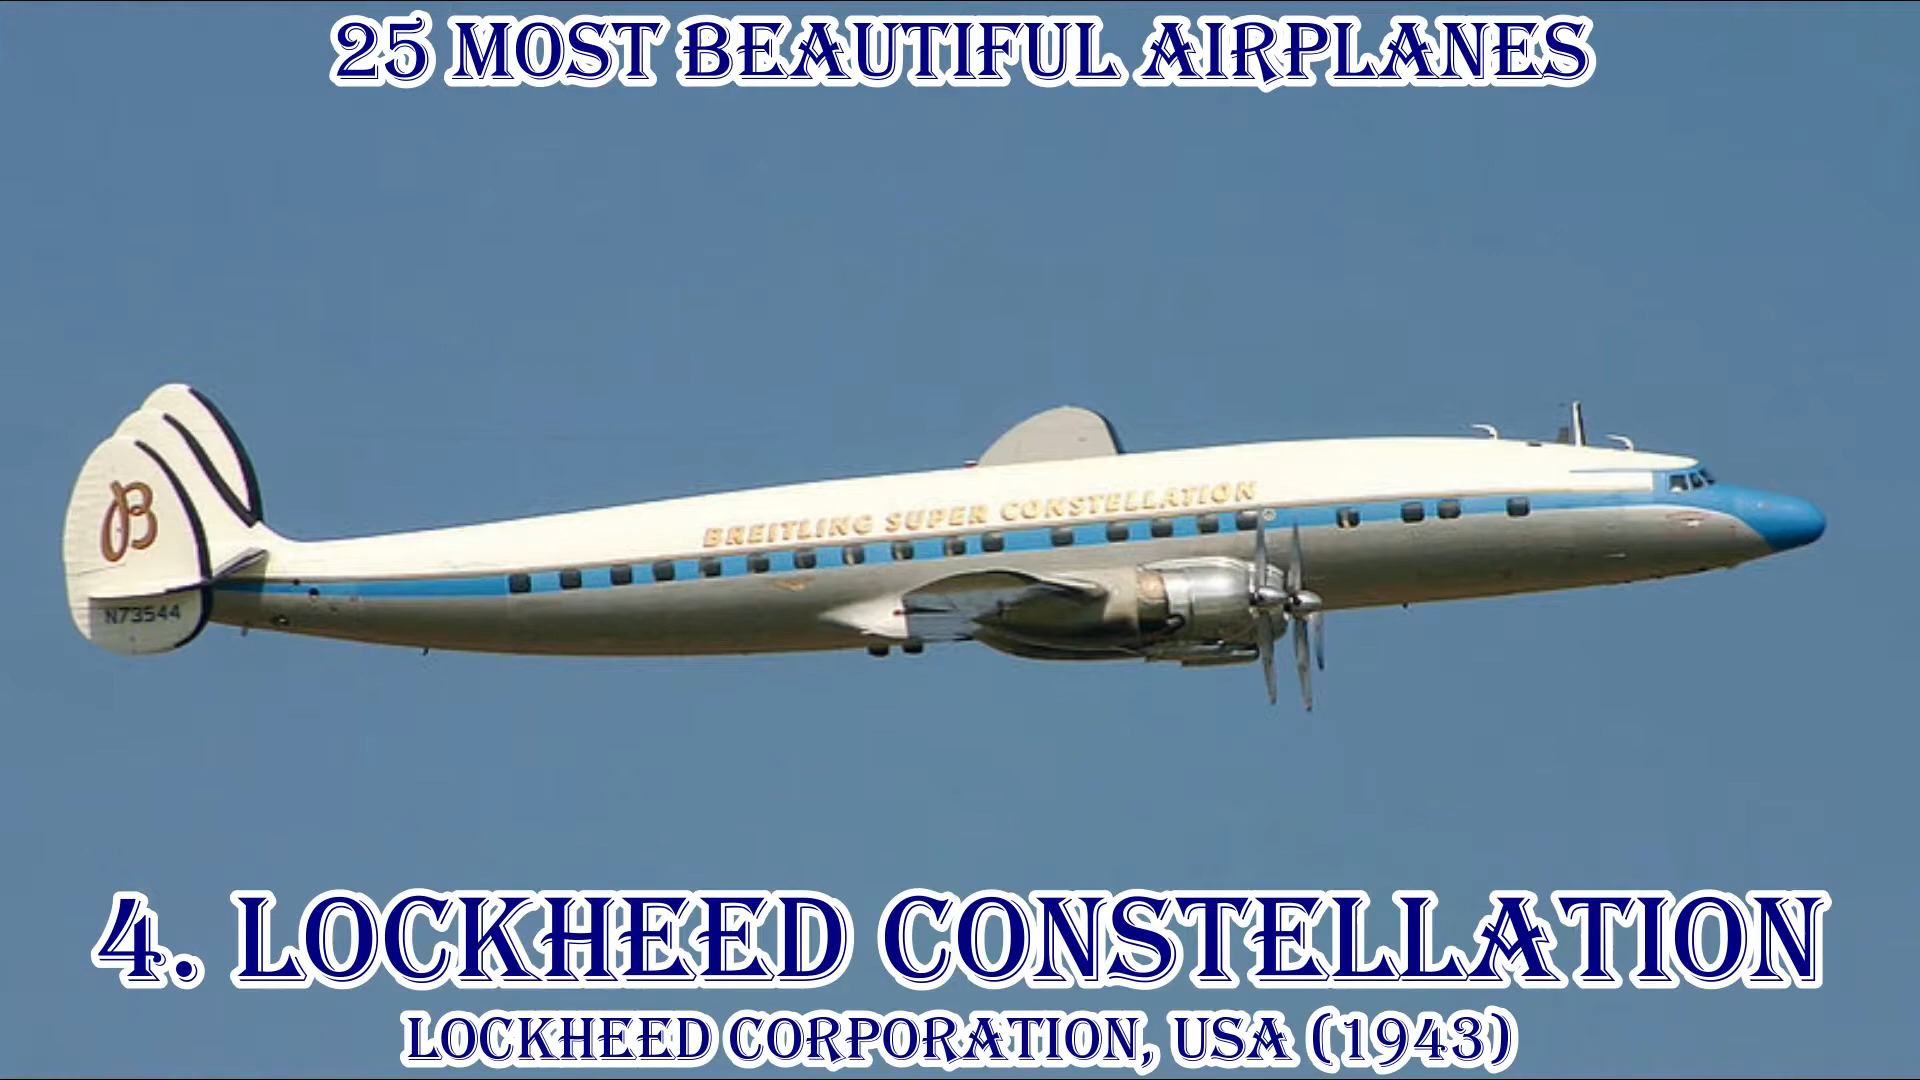 25 MOST BEAUTIFUL AIRPLANES
BREITLING SUPER CONSTELLATION
B
N73544
4. LOCKHEED CONSTELLATION
LOCKHEED CORPORATION, USA (1943)